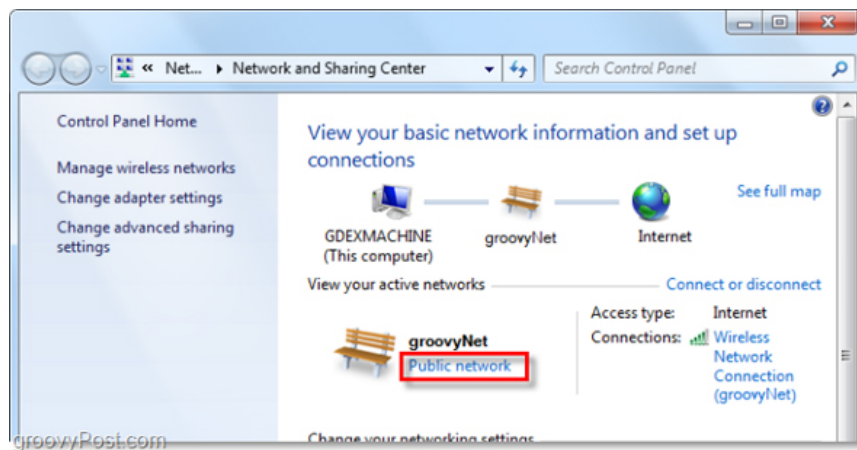 « Net... ▸ Network and Sharing Center
Search Control Panel
Control Panel Home
Manage wireless networks
Change adapter settings
Change advanced sharing
settings
View your basic network information and set up
connections
See full map
GDEXMACHINE
(This computer)
groovyNet
Internet
View your active networks
Connect or disconnect
groovyNet
Public network
Access type: Internet
Connections: Wireless
Network
Connection
(groovyNet)
Change your networking settings
groovyPost.com